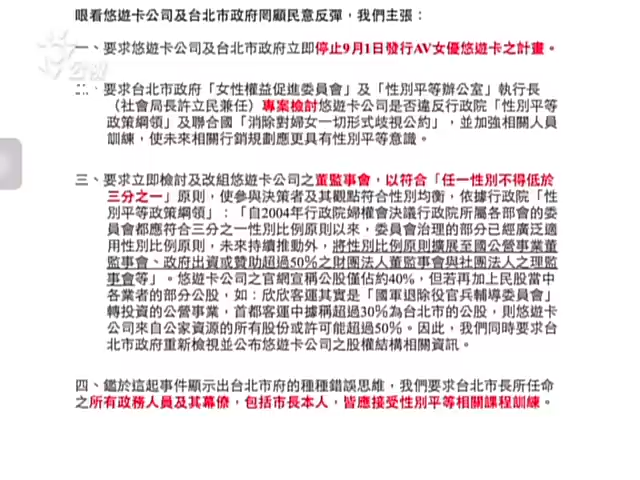 眼看悠遊卡公司及台北市政府罔顧民意反彈，我們主張：
一、要求悠遊卡公司及台北市政府立即停止9月1日發行AV女優悠遊卡之計畫。
公視
二、要求台北市政府「女性權益促進委員會」及「性別平等辦公室」執行長
（社會局長許立民兼任）專案檢討悠遊卡公司是否違反行政院「性別平等
政策綱領」及聯合國「消除對婦女一切形式歧視公約」，並加強相關人員
訓練，使未來相關行銷規劃應更具有性別平等意識。
三、要求立即檢討及改組悠遊卡公司之董監事會，以符合「任一性別不得低於
三分之一」原則，使參與決策者及其觀點符合性別均衡，依據行政院「性
別平等政策綱領」：「自2004年行政院婦權會決議行政院所屬各部會的委
員會都應符合三分之一性別比例原則以來，委員會治理的部分已經廣泛適
用性別比例原則，未來持續推動外，將性別比例原則擴展至國公營事業董
監事會、政府出資或贊助超過50%之財團法人董監事會與社團法人之理監
事會等」。悠遊卡公司之官網宣稱公股僅佔約40%，但若再加上民股當中
各業者的部分公股，如：欣欣客運其實是「國軍退除役官兵輔導委員會」
轉投資的公營事業，首都客運中據稱超過30%為台北市的公股，則悠遊卡
公司來自公家資源的所有股份或許可能超過50%。因此，我們同時要求台
北市政府重新檢視並公布悠遊卡公司之股權結構相關資訊。
四、鑑於這起事件顯示出台北市府的種種錯誤思維，我們要求台北市長所任命
之所有政務人員及其幕僚，包括市長本人，皆應接受性別平等相關課程訓練。